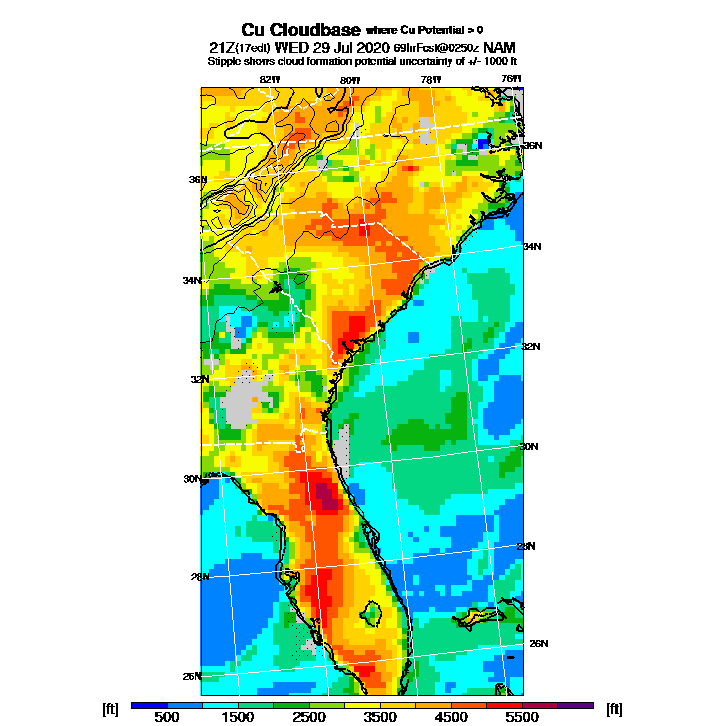 Cu Cloudbase where Cu Potential > 0
21Z(17edt) WED 29 Jul 2020 69hrFcst@0250z NAM
Stipple shows cloud formation potential uncertainty of +/- 1000 ft
82W 80W 78W 76W
36N
36N
34N
34N
32N
32N
30N
30N
28N
28N
26N
26N
[ft] 500 1500 2500 3500 4500 5500 [ft]